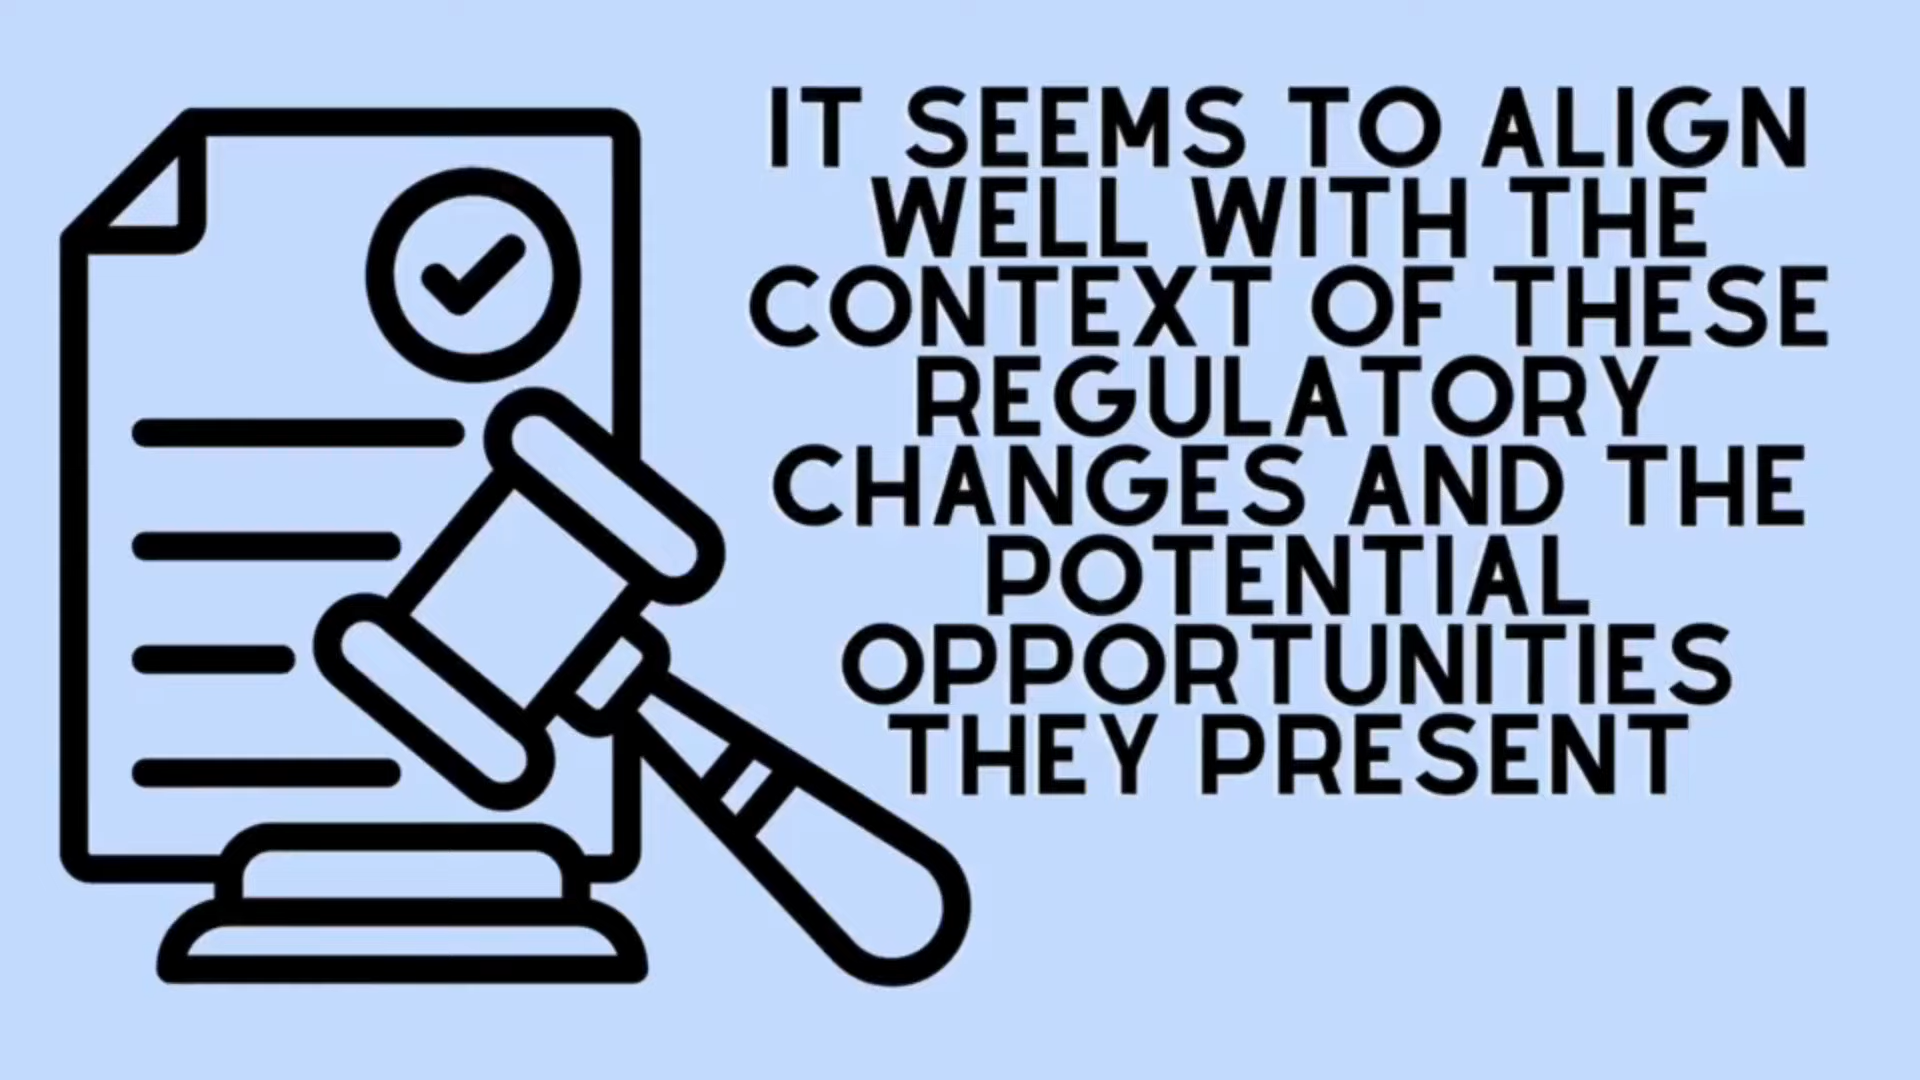 IT SEEMS TO ALIGN
WELL WITH THE
CONTEXT OF THESE
REGULATORY
CHANGES AND THE
POTENTIAL
OPPORTUNITIES
THEY PRESENT